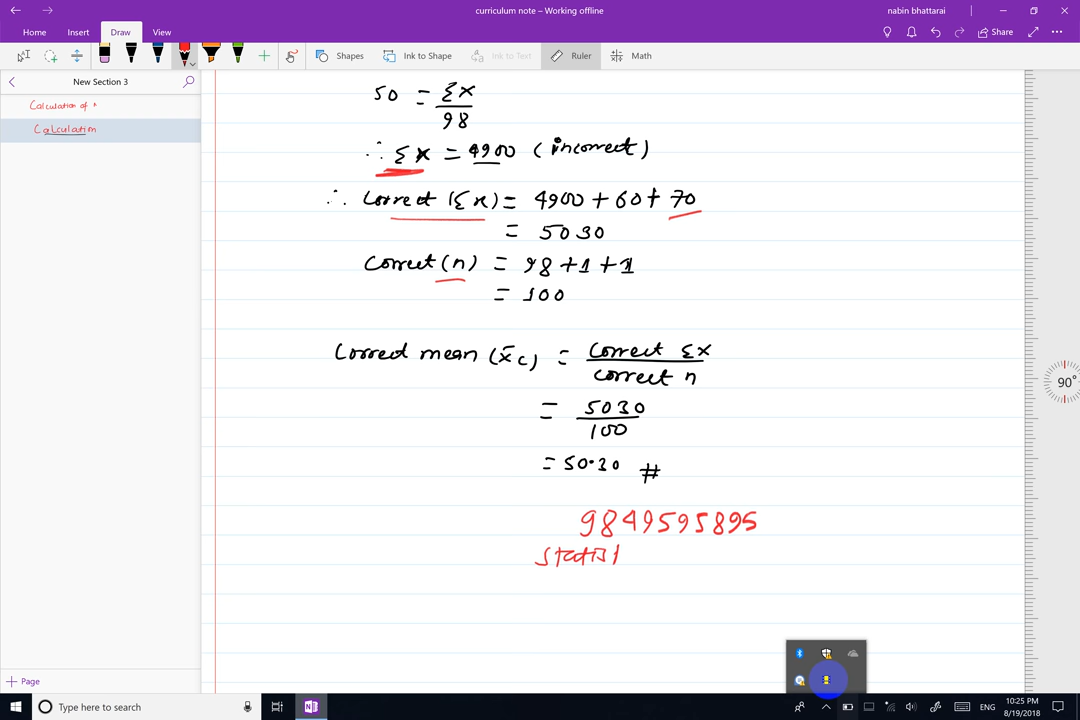 curriculum note – Working offline
nabin bhattarai
Home Insert Draw View
Share
Shapes Ink to Shape Ink to Text Ruler Math
New Section 3
Calculation of
Calculation
50 = Σx
98
∴ Σx = 4900 (incorrect)
∴ Correct (Σx) = 4900 + 60 + 70
= 5030
Correct (n) = 98 + 1 + 1
= 100
Corred mean (x̄c) = Correct Σx
correct n
= 5030
100
= 50.30 #
9849595895
90°
Page
Type here to search
ENG
10:25 PM
8/19/2018